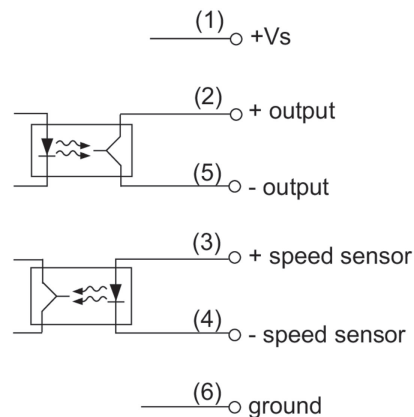 (1) +Vs
(2) + output
(5) - output
(3) + speed sensor
(4) - speed sensor
(6) ground